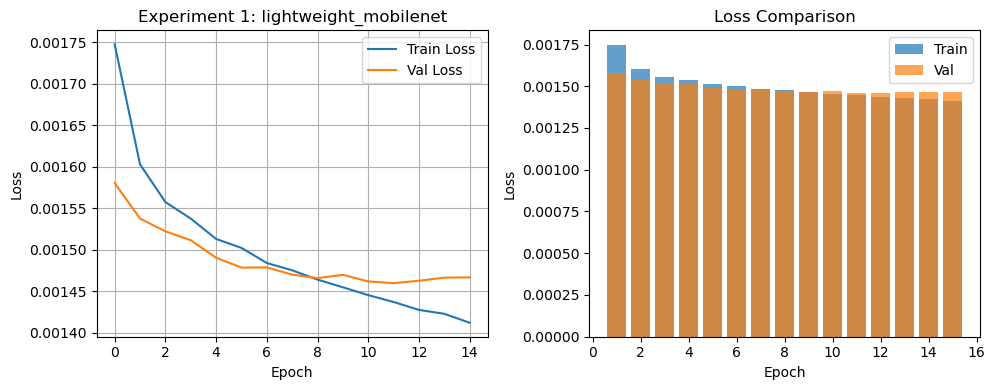 Experiment 1: lightweight_mobilenet
Train Loss
Val Loss
0.00175
0.00170
0.00165
0.00160
0.00155
0.00150
0.00145
0.00140
Loss
0 2 4 6 8 10 12 14
Epoch
Loss Comparison
Train
Val
0.00175
0.00150
0.00125
0.00100
0.00075
0.00050
0.00025
0.00000
Loss
0 2 4 6 8 10 12 14 16
Epoch